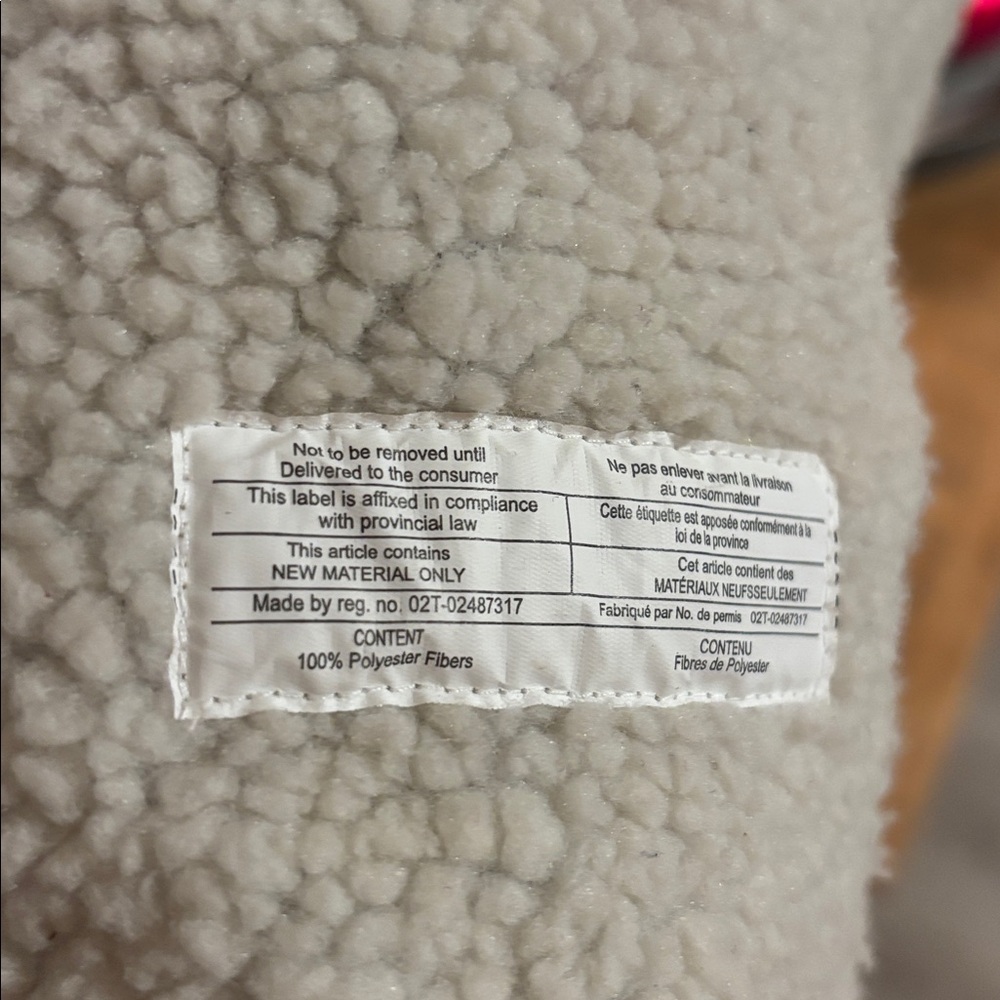 Not to be removed until
Delivered to the consumer
This label is affixed in compliance
with provincial law
This article contains
NEW MATERIAL ONLY
Made by reg. no. 02T-02487317
CONTENT
100% Polyester Fibers
Ne pas enlever avant la livraison
au consommateur
Cette étiquette est apposée conformément à la
loi de la province
Cet article contient des
MATÉRIAUX NEUFSSEULEMENT
Fabriqué par No. de permis 02T-02487317
CONTENU
Fibres de Polyester